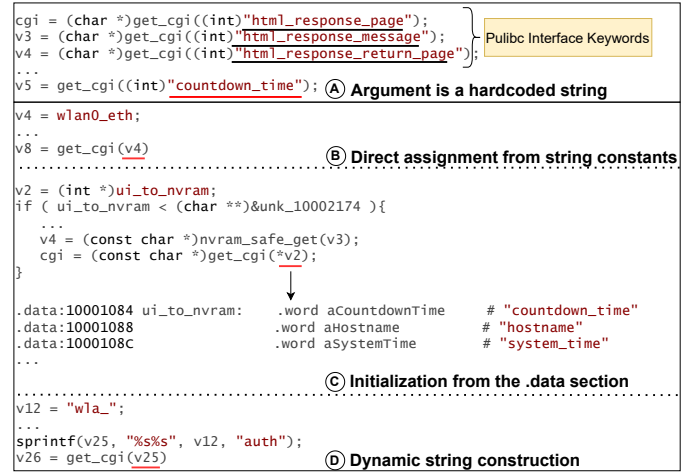 cgi = (char *)get_cgi((int)"html_response_page");
v3 = (char *)get_cgi((int)"html_response_message");
v4 = (char *)get_cgi((int)"html_response_return_page");
Pulibc Interface Keywords
...
v5 = get_cgi((int)"countdown_time"); Ⓐ Argument is a hardcoded string
v4 = wlan0_eth;
...
v8 = get_cgi(v4)
Ⓑ Direct assignment from string constants
v2 = (int *)ui_to_nvram;
if ( ui_to_nvram < (char **)&unk_10002174 ){
...
v4 = (const char *)nvram_safe_get(v3);
cgi = (const char *)get_cgi(*v2);
}
.data:10001084 ui_to_nvram: .word aCountdownTime # "countdown_time"
.data:10001088 .word aHostname # "hostname"
.data:1000108C .word aSystemTime # "system_time"
...
Ⓒ Initialization from the .data section
v12 = "wla_";
...
sprintf(v25, "%s%s", v12, "auth");
v26 = get_cgi(v25) Ⓓ Dynamic string construction